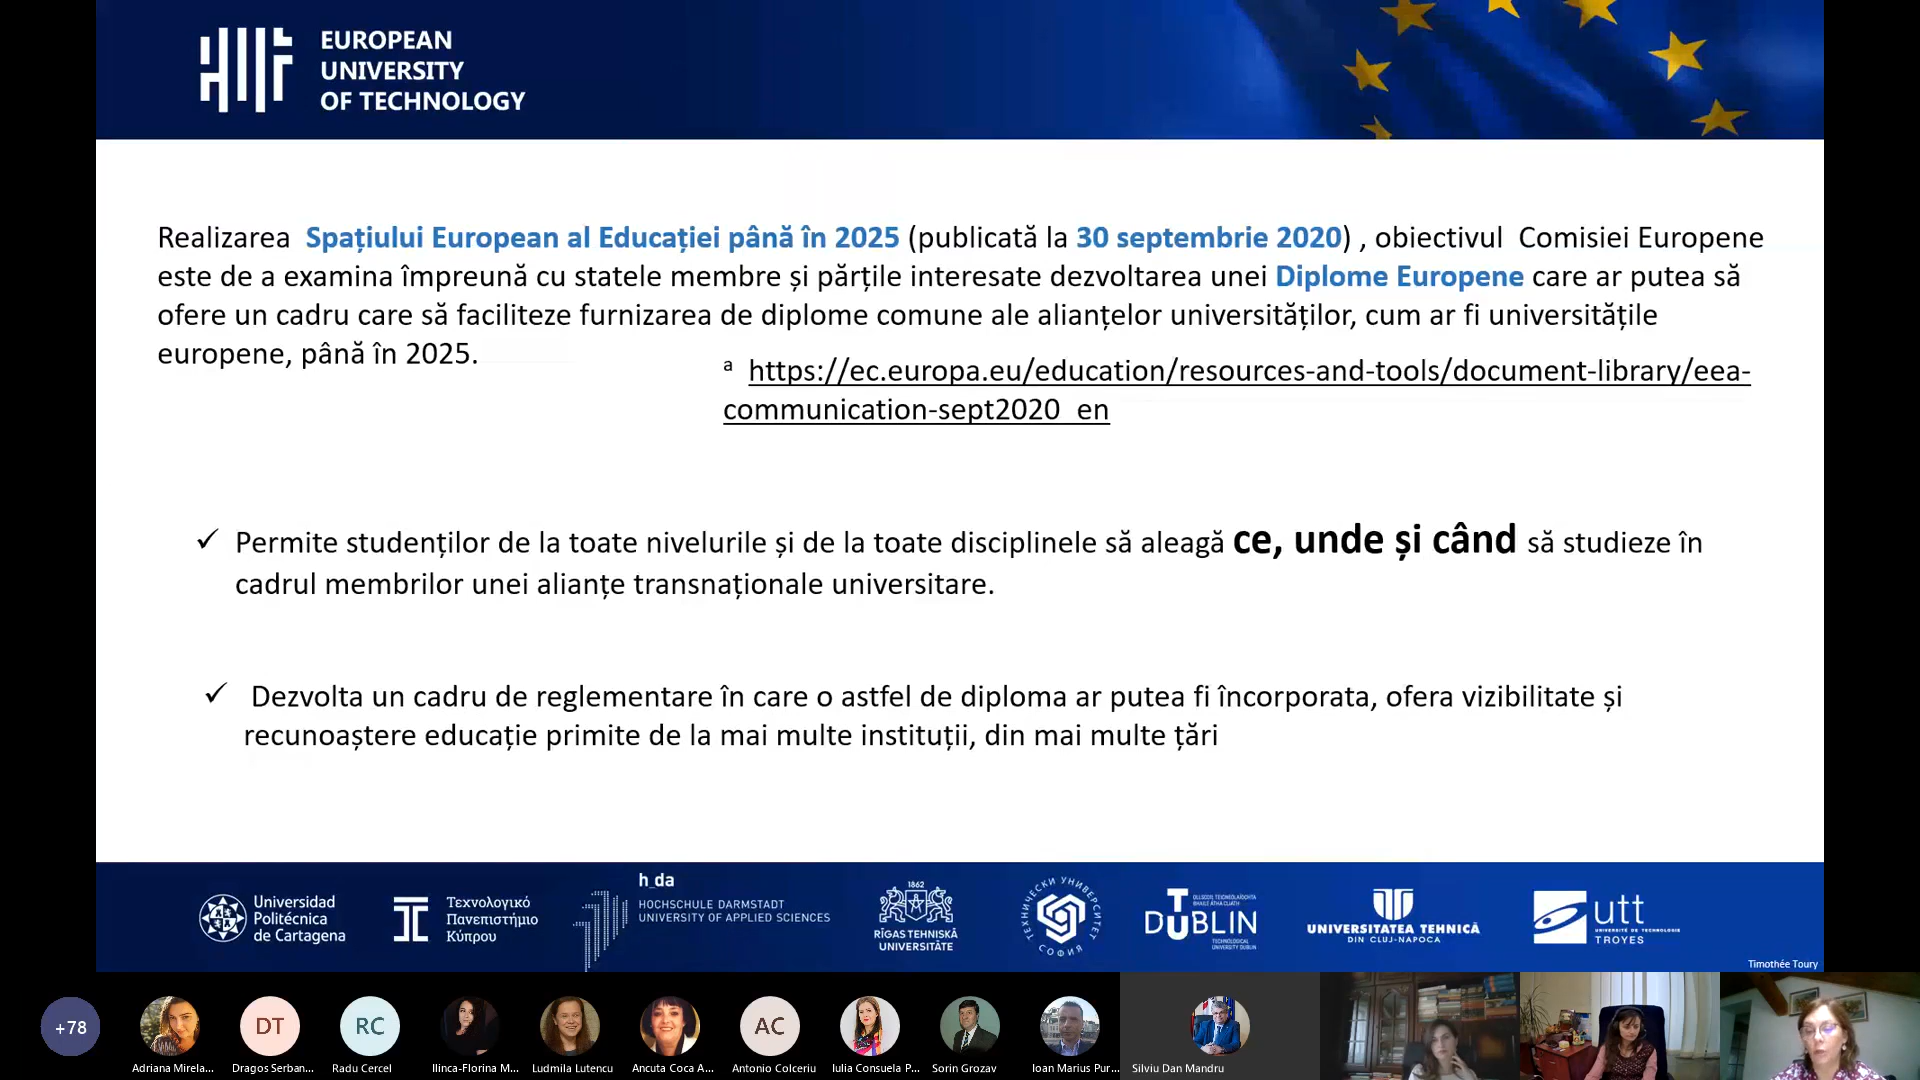 EUROPEAN
UNIVERSITY
OF TECHNOLOGY
Realizarea Spațiului European al Educației până în 2025 (publicată la 30 septembrie 2020) , obiectivul Comisiei Europene
este de a examina împreună cu statele membre și părțile interesate dezvoltarea unei Diplome Europene care ar putea să
ofere un cadru care să faciliteze furnizarea de diplome comune ale alianțelor universităților, cum ar fi universitățile
europene, până în 2025.
a https://ec.europa.eu/education/resources-and-tools/document-library/eea-
communication-sept2020_en
✓ Permite studenților de la toate nivelurile și de la toate disciplinele să aleagă ce, unde și când să studieze în
cadrul membrilor unei alianțe transnaționale universitare.
✓ Dezvolta un cadru de reglementare în care o astfel de diploma ar putea fi încorporata, ofera vizibilitate și
recunoaștere educație primite de la mai multe instituții, din mai multe țări
Universidad
Politécnica
de Cartagena
Τεχνολογικό
Πανεπιστήμιο
Κύπρου
h_da
HOCHSCHULE DARMSTADT
UNIVERSITY OF APPLIED SCIENCES
1862
RĪGAS TEHNISKĀ
UNIVERSITĀTE
ТЕХНИЧЕСКИ УНИВЕРСИТЕТ
СОФИЯ
DUBLIN
TECHNOLOGICAL
UNIVERSITY DUBLIN
UNIVERSITATEA TEHNICĂ
DIN CLUJ-NAPOCA
utt
UNIVERSITÉ DE TECHNOLOGIE
TROYES
Timothée Toury
+78
Adriana Mirela...
DT
Dragos Serban...
RC
Radu Cercel
Ilinca-Florina M...
Ludmila Lutencu
Ancuta Coca A...
AC
Antonio Colceriu
Iulia Consuela P...
Sorin Grozav
Ioan Marius Pur...
Silviu Dan Mandru